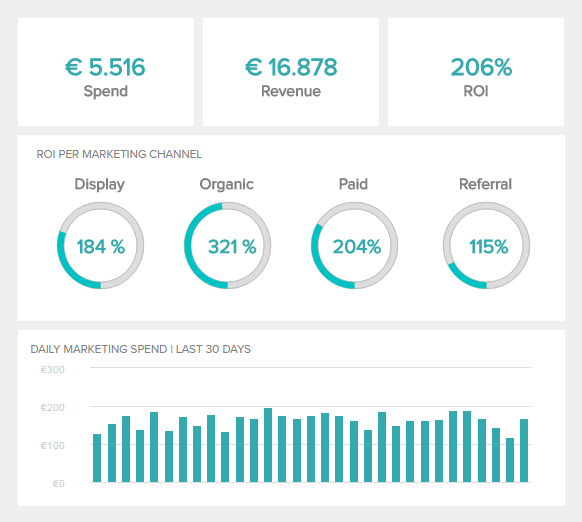 € 5.516
Spend
€ 16.878
Revenue
206%
ROI
ROI PER MARKETING CHANNEL
Display
184 %
Organic
321 %
Paid
204%
Referral
115%
DAILY MARKETING SPEND | LAST 30 DAYS
€300
€200
€100
€0